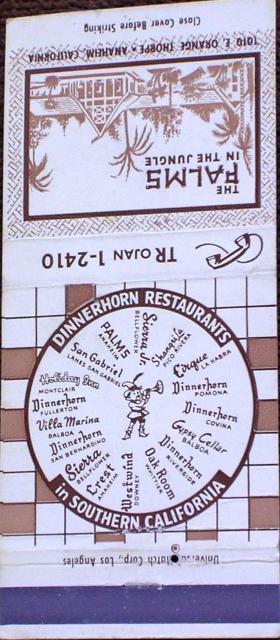 Close Cover Before Striking
1010 E. ORANGE THORPE • ANAHEIM, CALIFORNIA
THE
PALMS
IN THE JUNGLE
TROJAN 1-2410
DINNERHORN RESTAURANTS
Sierra Jr.
BELLFLOWER
PICO RIVERA
Cirque
LA HABRA
Dinnerhorn
POMONA
Dinnerhorn
COVINA
Gypsy Cellar
BALBOA
Dinnerhorn
RIVERSIDE
Oak Room
WHITTIER
Westwind
DOWNEY
Crest
ANAHEIM
Sierra
BELLFLOWER
Dinnerhorn
SAN BERNARDINO
Villa Marina
BALBOA
Dinnerhorn
FULLERTON
Holiday Inn
MONTCLAIR
San Gabriel
LANES SAN GABRIEL
PALMS
ANAHEIM
in SOUTHERN CALIFORNIA
Match Corp., Los Angeles